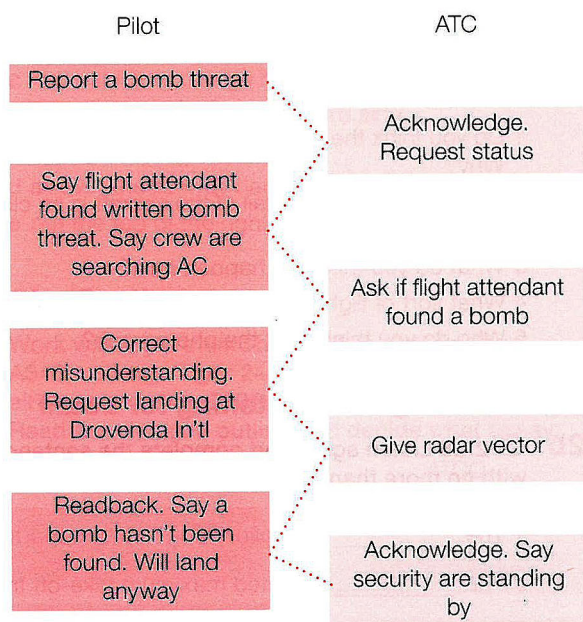 Pilot
ATC
Report a bomb threat
Acknowledge.
Request status
Say flight attendant
found written bomb
threat. Say crew are
searching AC
Ask if flight attendant
found a bomb
Correct
misunderstanding.
Request landing at
Drovenda In'tl
Give radar vector
Readback. Say a
bomb hasn't been
found. Will land
anyway
Acknowledge. Say
security are standing
by